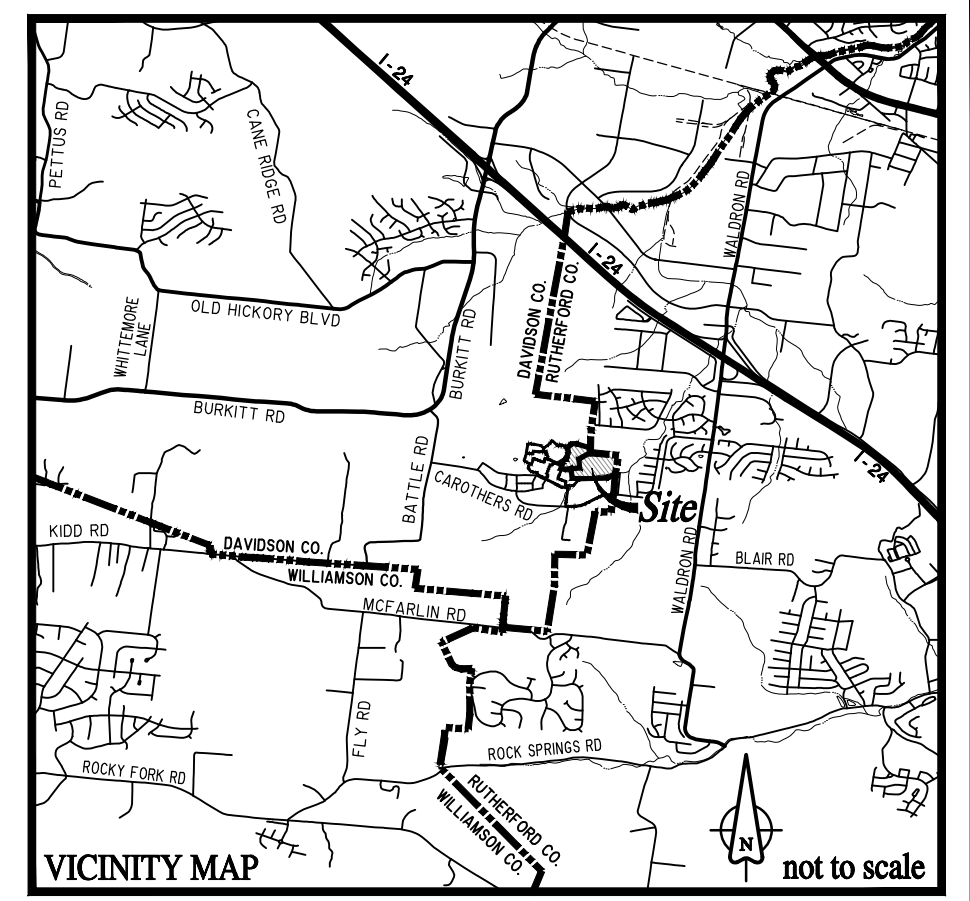 I-24
PETTUS RD
CANE RIDGE RD
WALDRON RD
I-24
OLD HICKORY BLVD
WHITTEMORE
LANE
DAVIDSON CO.
RUTHERFORD CO.
BURKITT RD
BURKITT RD
BATTLE RD
CAROTHERS RD
I-24
Site
KIDD RD
DAVIDSON CO.
WILLIAMSON CO.
WALDRON RD
BLAIR RD
MCFARLIN RD
FLY RD
ROCK SPRINGS RD
ROCKY FORK RD
RUTHERFORD CO.
WILLIAMSON CO.
N
VICINITY MAP
not to scale